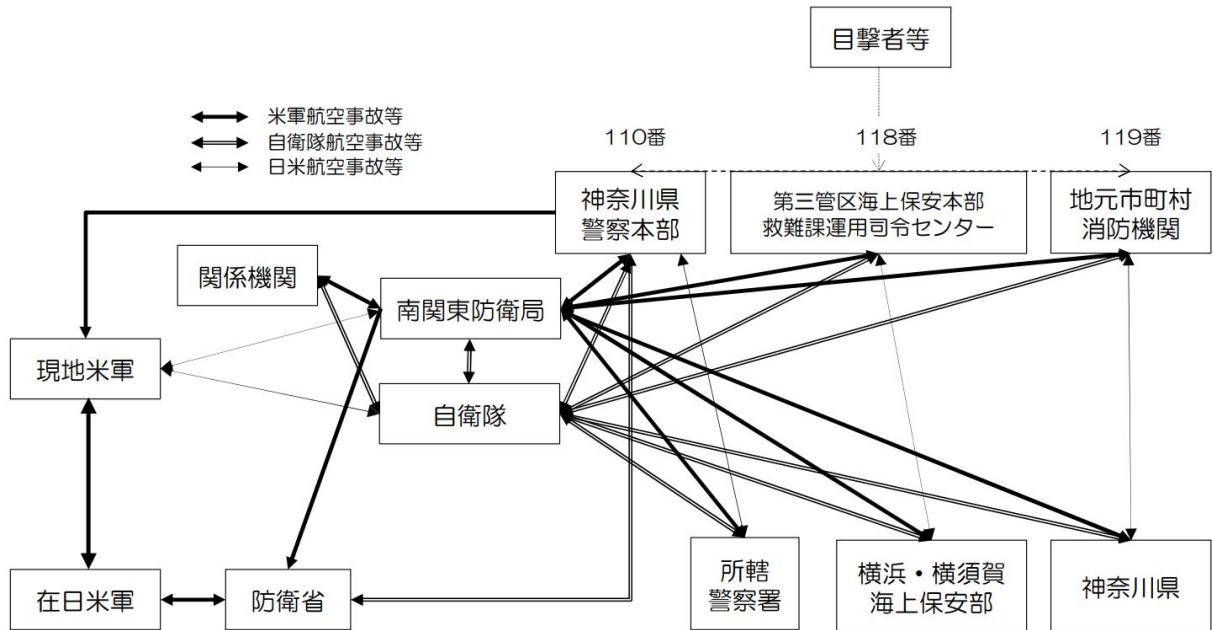 目撃者等
米軍航空事故等
自衛隊航空事故等
日米航空事故等
110番
118番
119番
神奈川県
警察本部
第三管区海上保安本部
救難課運用司令センター
地元市町村
消防機関
関係機関
南関東防衛局
現地米軍
自衛隊
在日米軍
防衛省
所轄
警察署
横浜・横須賀
海上保安部
神奈川県